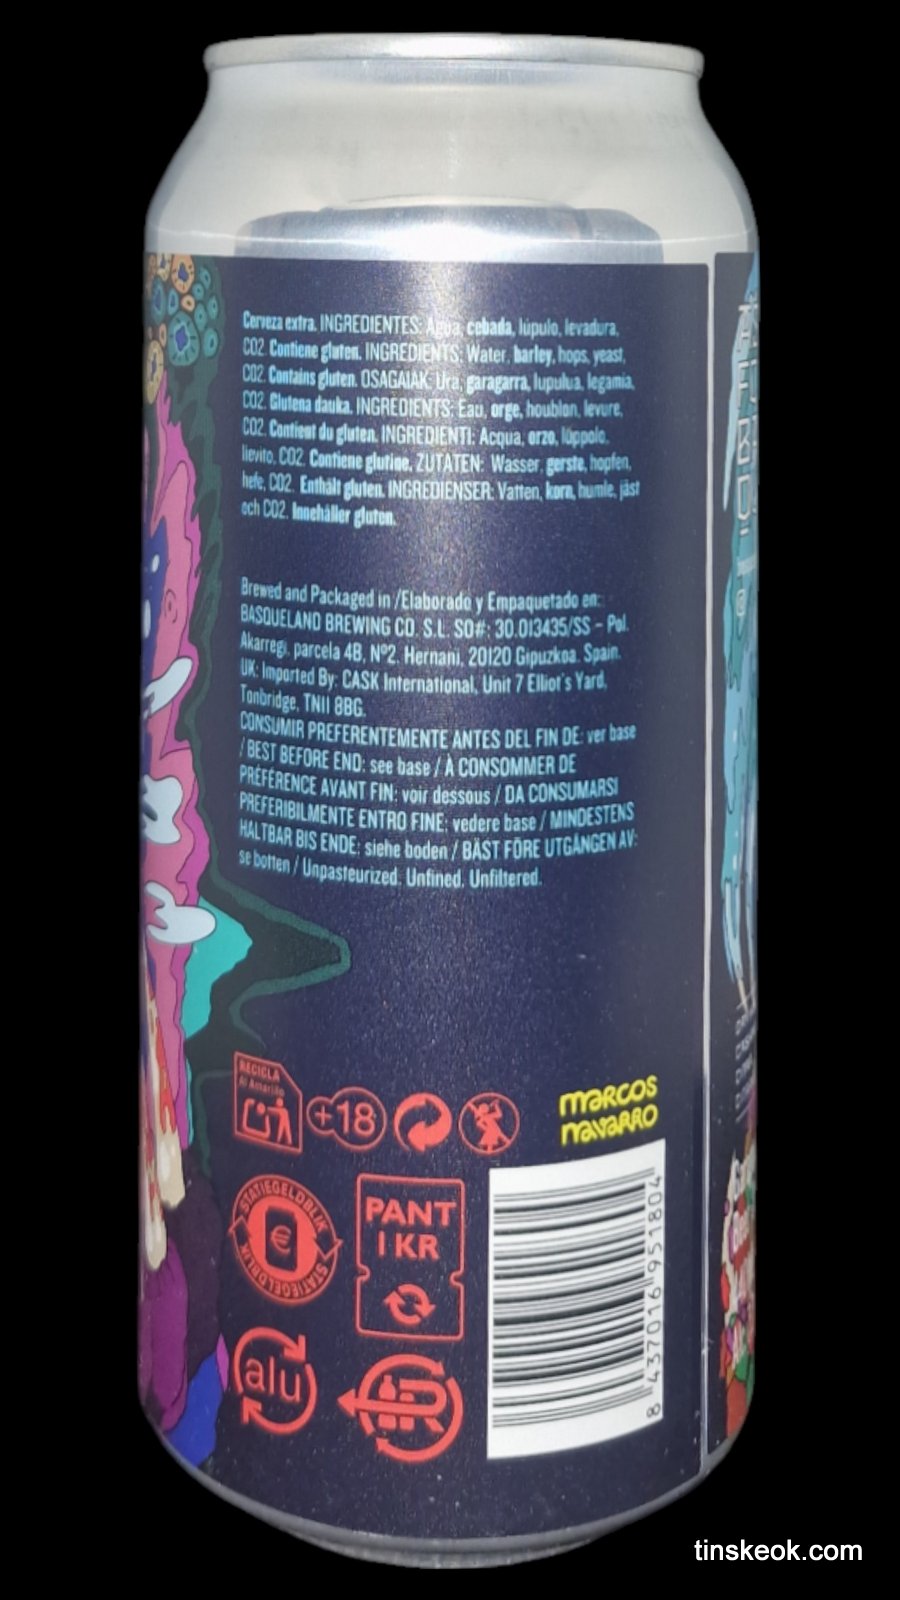 Cerveza extra. INGREDIENTES: Agua, cebada, lúpulo, levadura,
CO2. Contiene gluten. INGREDIENTS: Water, barley, hops, yeast,
CO2. Contains gluten. OSAGAIAK: Ura, garagarra, lupulua, legamia,
CO2. Glutena dauka. INGREDIENTS: Eau, orge, houblon, levure,
CO2. Contient du gluten. INGREDIENTI: Acqua, orzo, luppolo,
lievito, CO2. Contiene glutine. ZUTATEN: Wasser, gerste, hopfen,
hefe, CO2. Enthält gluten. INGREDIENSER: Vatten, korn, humle, jäst
och CO2. Innehåller gluten.
Brewed and Packaged in /Elaborado y Empaquetado en:
BASQUELAND BREWING CO. S.L. SO#: 30.013435/SS - Pol.
Akarregi, parcela 4B, Nº2. Hernani, 20120 Gipuzkoa. Spain.
UK: Imported By: CASK International, Unit 7 Elliot's Yard,
Tonbridge, TN11 8BG.
CONSUMIR PREFERENTEMENTE ANTES DEL FIN DE: ver base
/ BEST BEFORE END: see base / À CONSOMMER DE
PRÉFÉRENCE AVANT FIN: voir dessous / DA CONSUMARSI
PREFERIBILMENTE ENTRO FINE: vedere base / MINDESTENS
HALTBAR BIS ENDE: siehe boden / BÄST FÖRE UTGÅNGEN AV:
se botten / Unpasteurized. Unfined. Unfiltered.
RECICLA
Al Amarillo
+18
MARCOS
NAVARRO
STATIEGELDBLIK
€
STATIEGELDBLIK
PANT
1 KR
alu
8 437016 951804
tinskeok.com